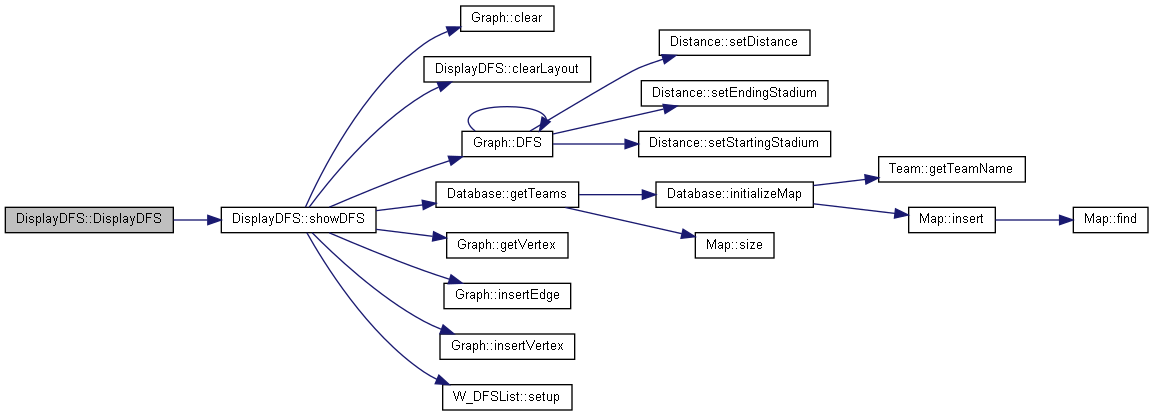 DisplayDFS::DisplayDFS
DisplayDFS::showDFS
Graph::clear
DisplayDFS::clearLayout
Graph::DFS
Distance::setDistance
Distance::setEndingStadium
Distance::setStartingStadium
Database::getTeams
Database::initializeMap
Team::getTeamName
Map::insert
Map::find
Map::size
Graph::getVertex
Graph::insertEdge
Graph::insertVertex
W_DFSList::setup